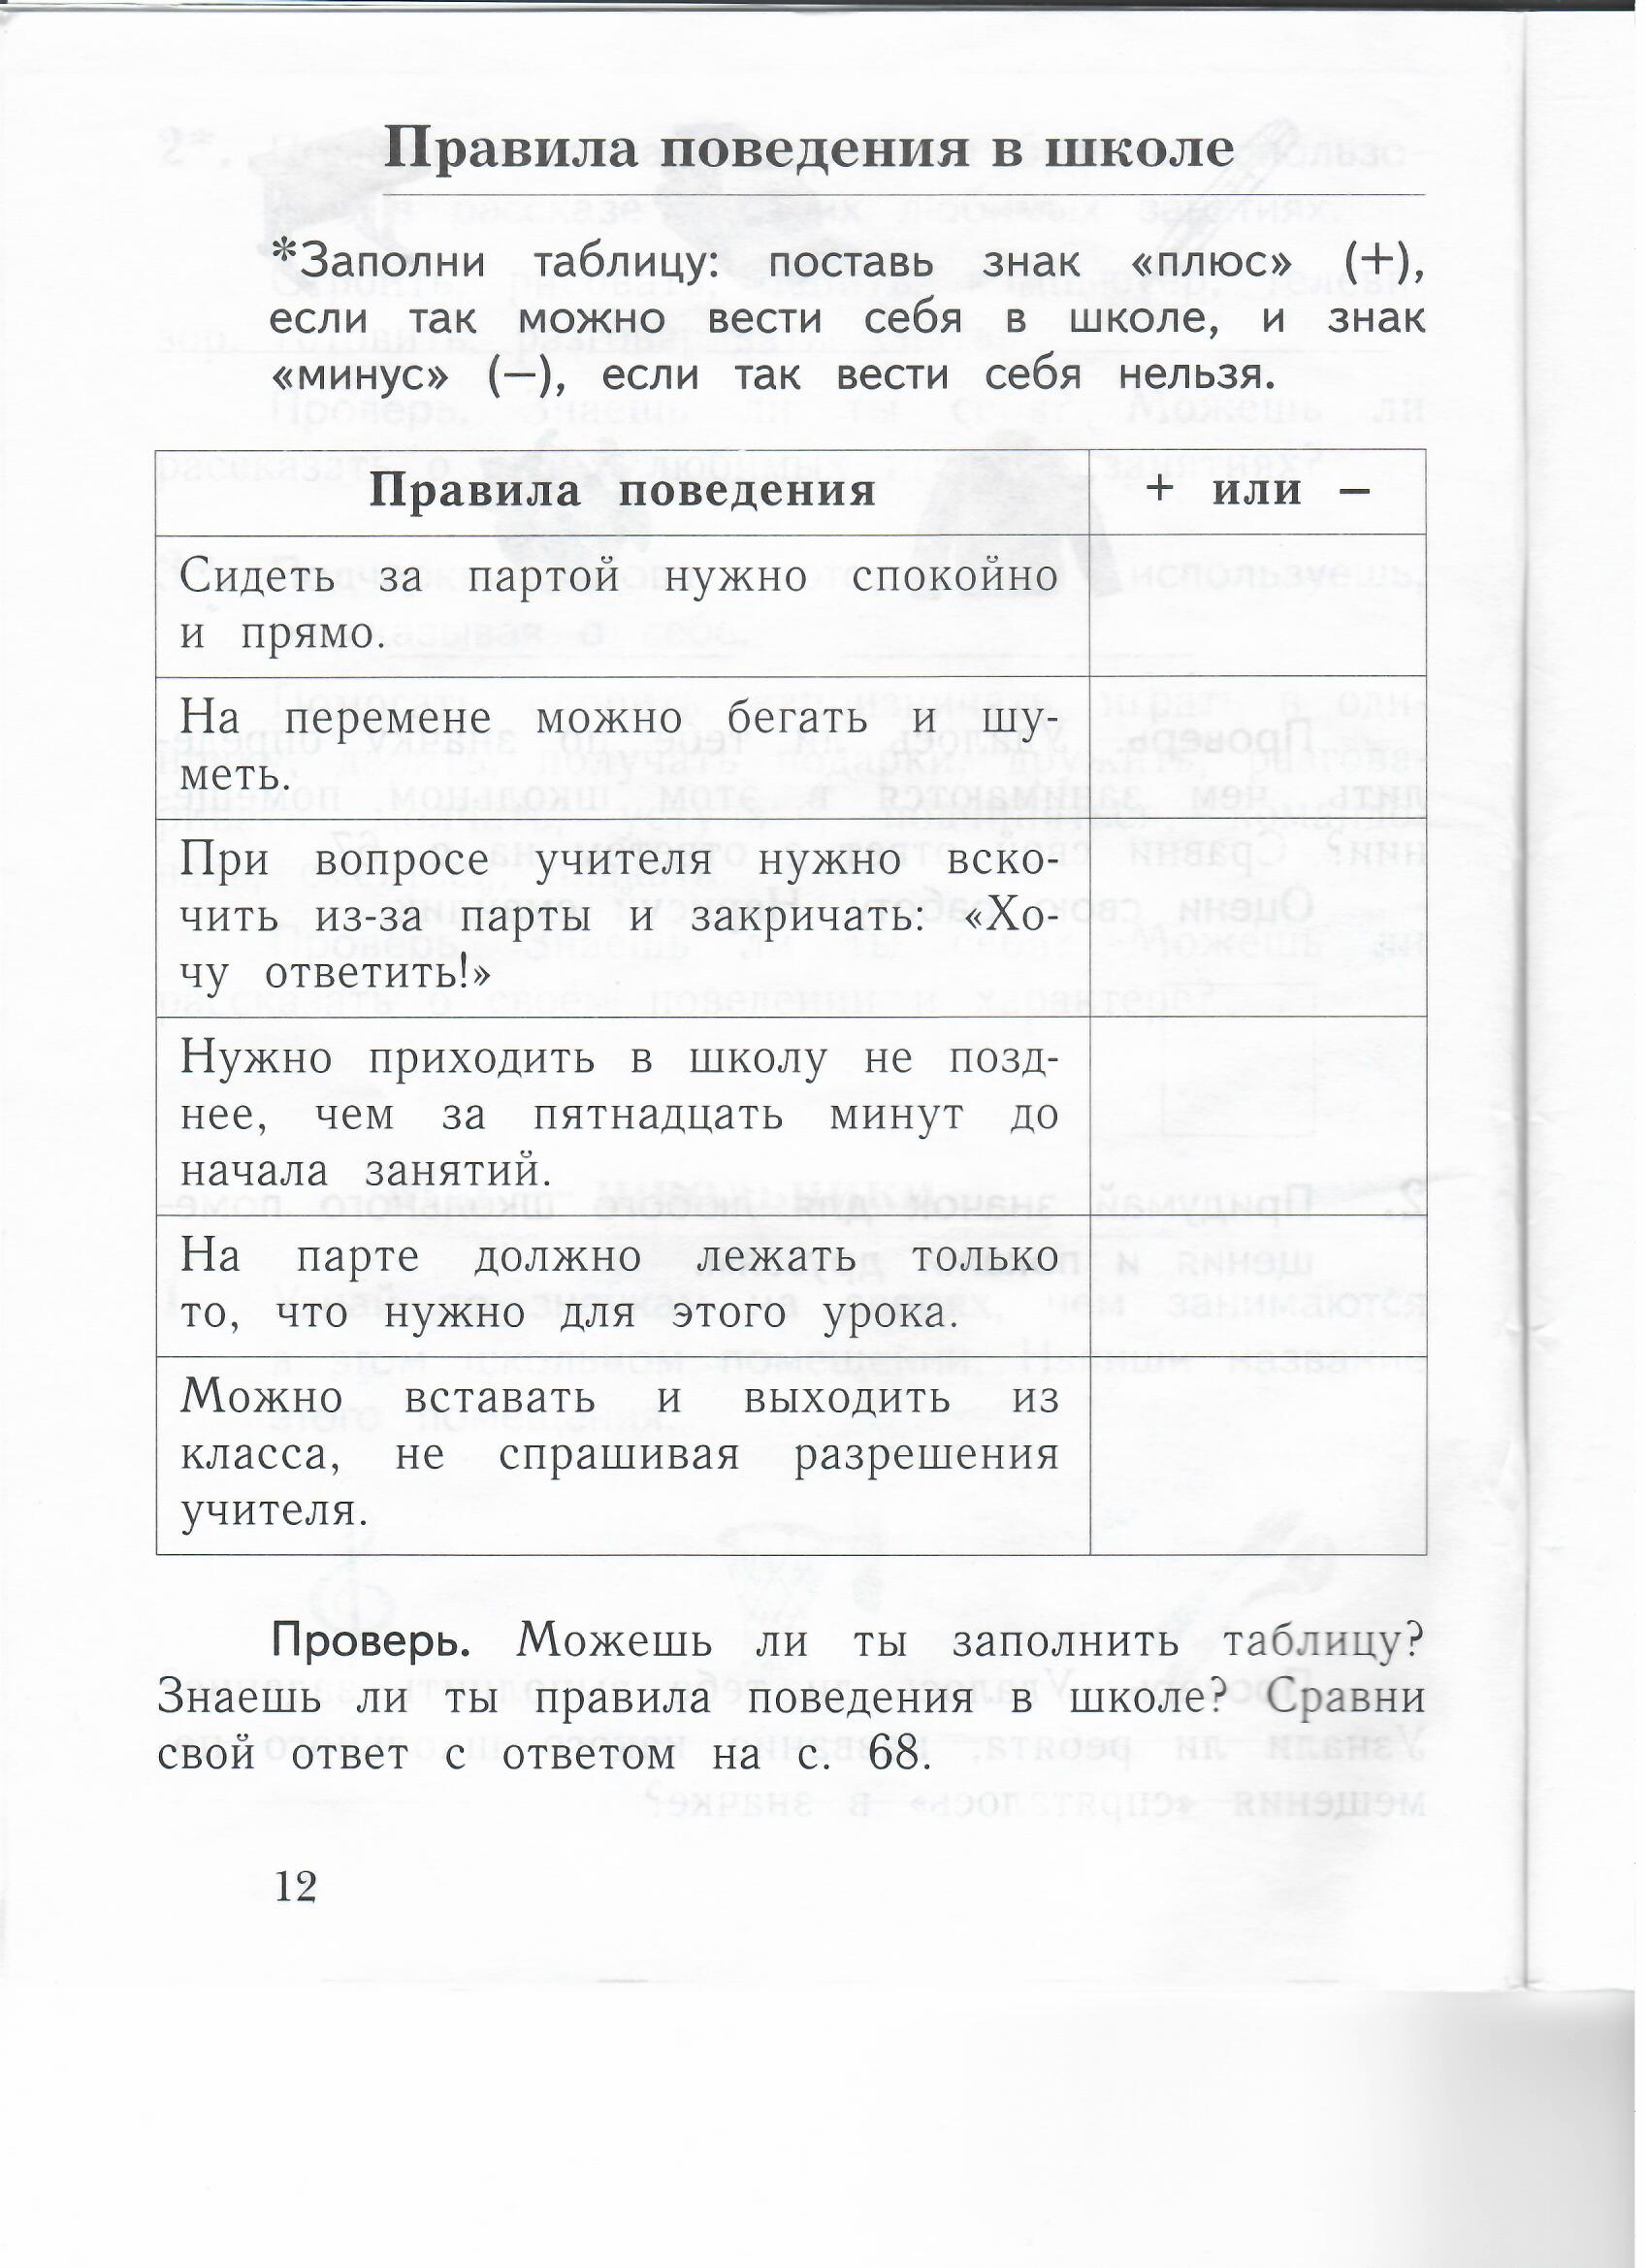 Правила поведения в школе
*Заполни таблицу: поставь знак «плюс» (+),
если так можно вести себя в школе, и знак
«минус» (—), если так вести себя нельзя.
Правила поведения
+ или —
Сидеть за партой нужно спокойно
и прямо.
На перемене можно бегать и шу-
меть.
При вопросе учителя нужно вско-
чить из-за парты и закричать: «Хо-
чу ответить!»
Нужно приходить в школу не позд-
нее, чем за пятнадцать минут до
начала занятий.
На парте должно лежать только
то, что нужно для этого урока.
Можно вставать и выходить из
класса, не спрашивая разрешения
учителя.
Проверь. Можешь ли ты заполнить таблицу?
Знаешь ли ты правила поведения в школе? Сравни
свой ответ с ответом на с. 68.
12